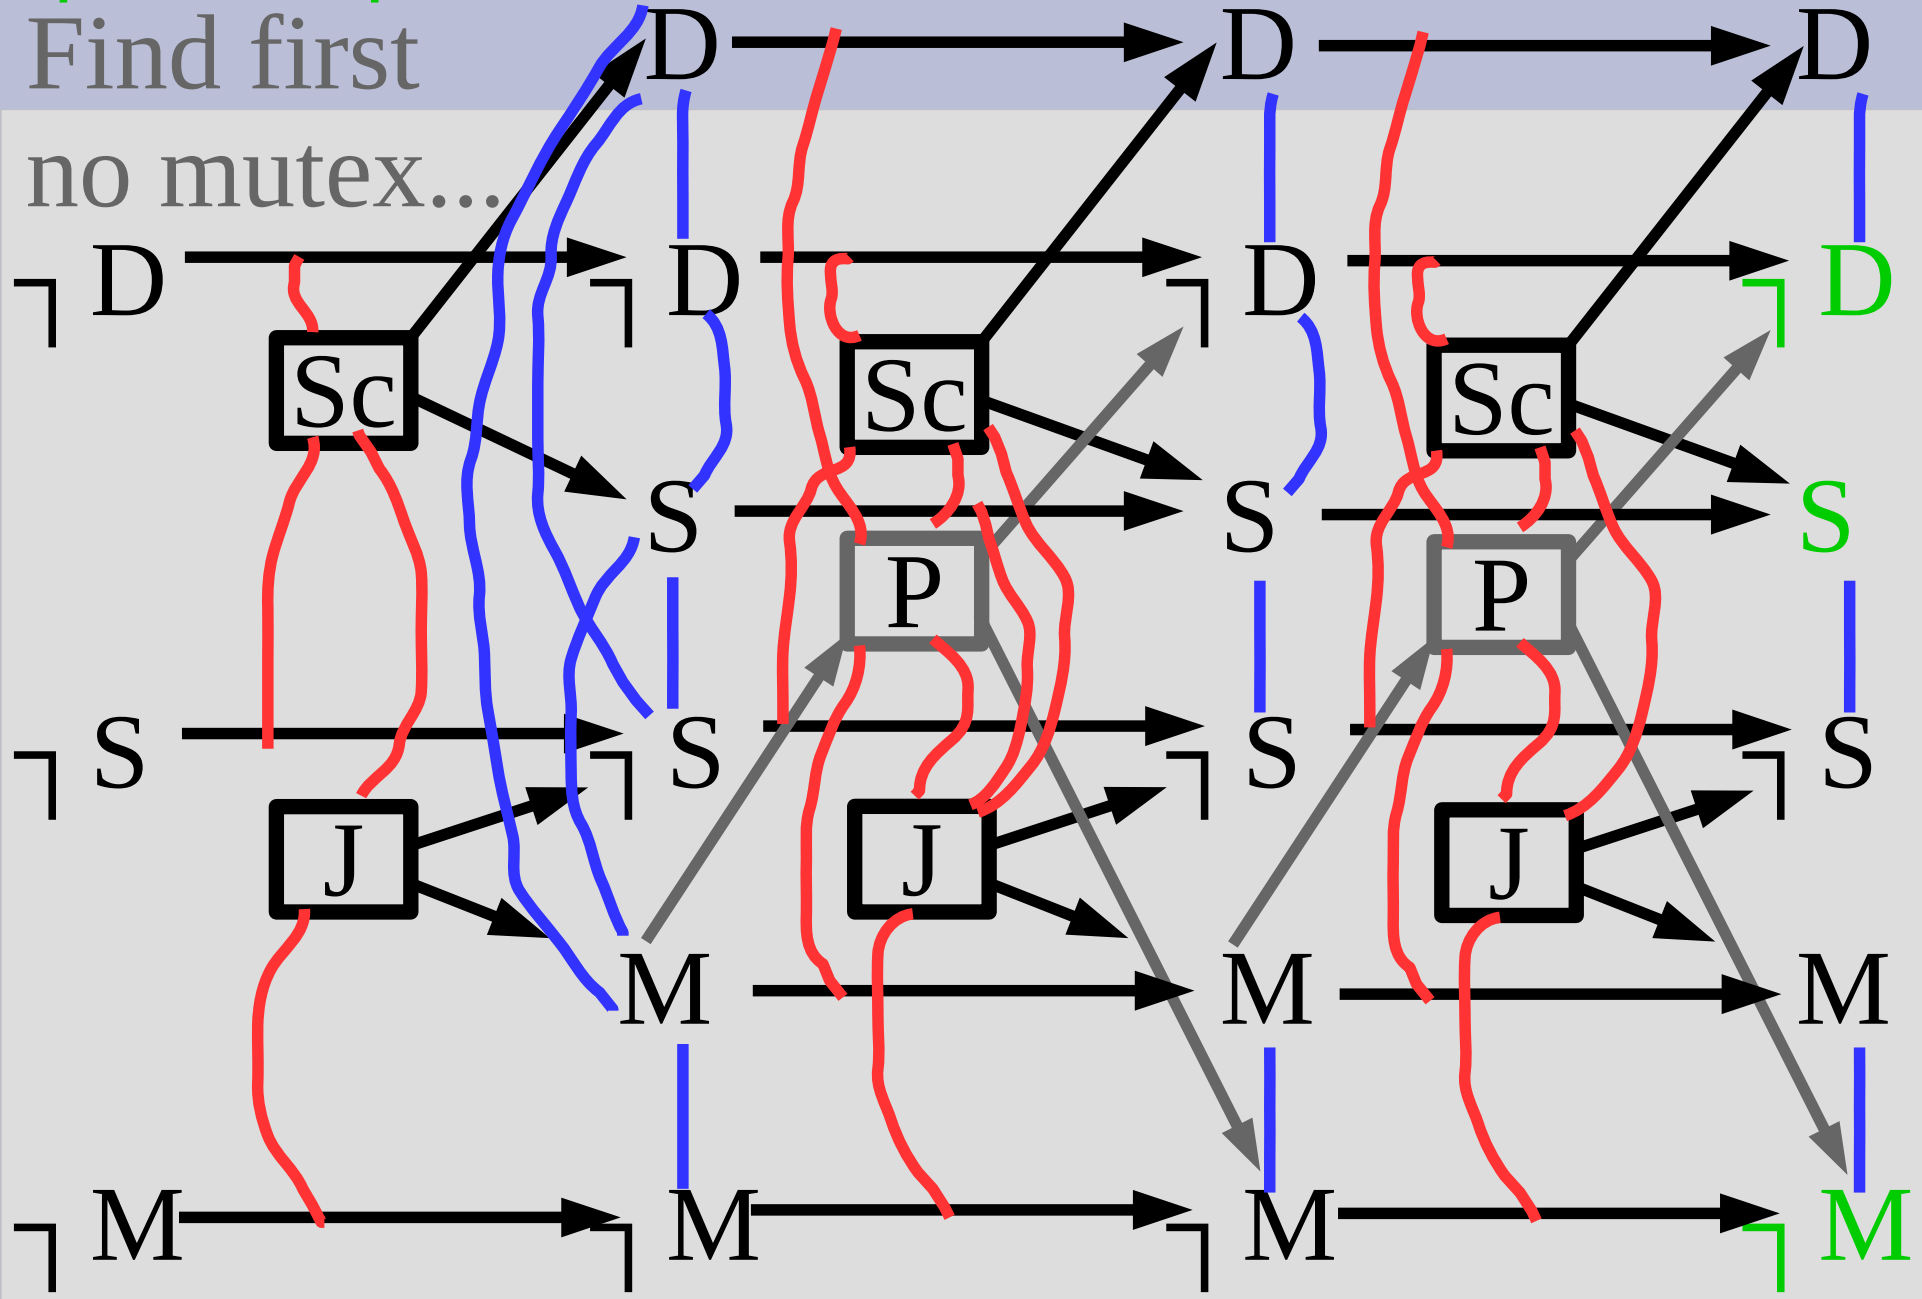 Find first
D D D
no mutex...
¬D ¬D ¬D ¬D
Sc Sc Sc
S S S
P P
¬S ¬S ¬S ¬S
J J J
M M M
¬M ¬M ¬M ¬M